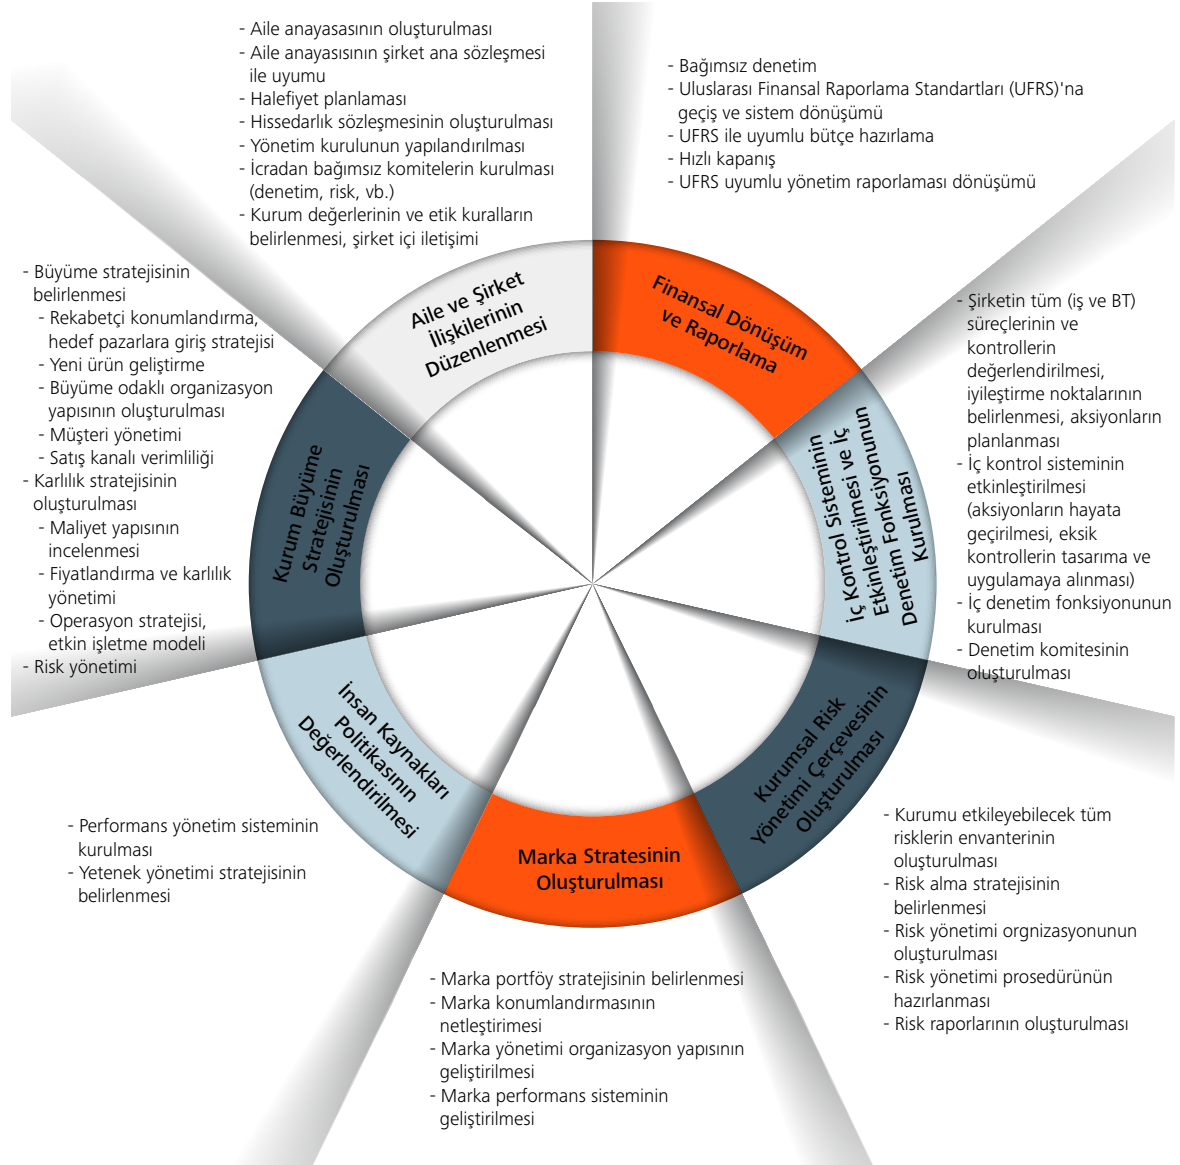 - Aile anayasasının oluşturulması
- Aile anayasısının şirket ana sözleşmesi
ile uyumu
- Halefiyet planlaması
- Hissedarlık sözleşmesinin oluşturulması
- Yönetim kurulunun yapılandırılması
- İcradan bağımsız komitelerin kurulması
(denetim, risk, vb.)
- Kurum değerlerinin ve etik kuralların
belirlenmesi, şirket içi iletişimi
- Bağımsız denetim
- Uluslarası Finansal Raporlama Standartları (UFRS)'na
geçiş ve sistem dönüşümü
- UFRS ile uyumlu bütçe hazırlama
- Hızlı kapanış
- UFRS uyumlu yönetim raporlaması dönüşümü
- Büyüme stratejisinin
belirlenmesi
- Rekabetçi konumlandırma,
hedef pazarlara giriş stratejisi
- Yeni ürün geliştirme
- Büyüme odaklı organizasyon
yapısının oluşturulması
- Müşteri yönetimi
- Satış kanalı verimliliği
- Karlılık stratejisinin
oluşturulması
- Maliyet yapısının
incelenmesi
- Fiyatlandırma ve karlılık
yönetimi
- Operasyon stratejisi,
etkin işletme modeli
- Risk yönetimi
Aile ve Şirket
İlişkilerinin
Düzenlenmesi
Finansal Dönüşüm
ve Raporlama
- Şirketin tüm (iş ve BT)
süreçlerinin ve
kontrollerin
değerlendirilmesi,
iyileştirme noktalarının
belirlenmesi, aksiyonların
planlanması
- İç kontrol sisteminin
etkinleştirilmesi
(aksiyonların hayata
geçirilmesi, eksik
kontrollerin tasarıma ve
uygulamaya alınması)
- İç denetim fonksiyonunun
kurulması
- Denetim komitesinin
oluşturulması
Kurum Büyüme
Stratejisinin
Oluşturulması
İç Kontrol Sisteminin
Etkinleştirilmesi ve İç
Denetim Fonksiyonunun
Kurulması
İnsan Kaynakları
Politikasının
Değerlendirilmesi
Kurumsal Risk
Yönetimi Çerçevesinin
Oluşturulması
Marka Stratesinin
Oluşturulması
- Performans yönetim sisteminin
kurulması
- Yetenek yönetimi stratejisinin
belirlenmesi
- Kurumu etkileyebilecek tüm
risklerin envanterinin
oluşturulması
- Risk alma stratejisinin
belirlenmesi
- Risk yönetimi orgnizasyonunun
oluşturulması
- Risk yönetimi prosedürünün
hazırlanması
- Risk raporlarının oluşturulması
- Marka portföy stratejisinin belirlenmesi
- Marka konumlandırmasının
netleştirimesi
- Marka yönetimi organizasyon yapısının
geliştirilmesi
- Marka performans sisteminin
geliştirilmesi